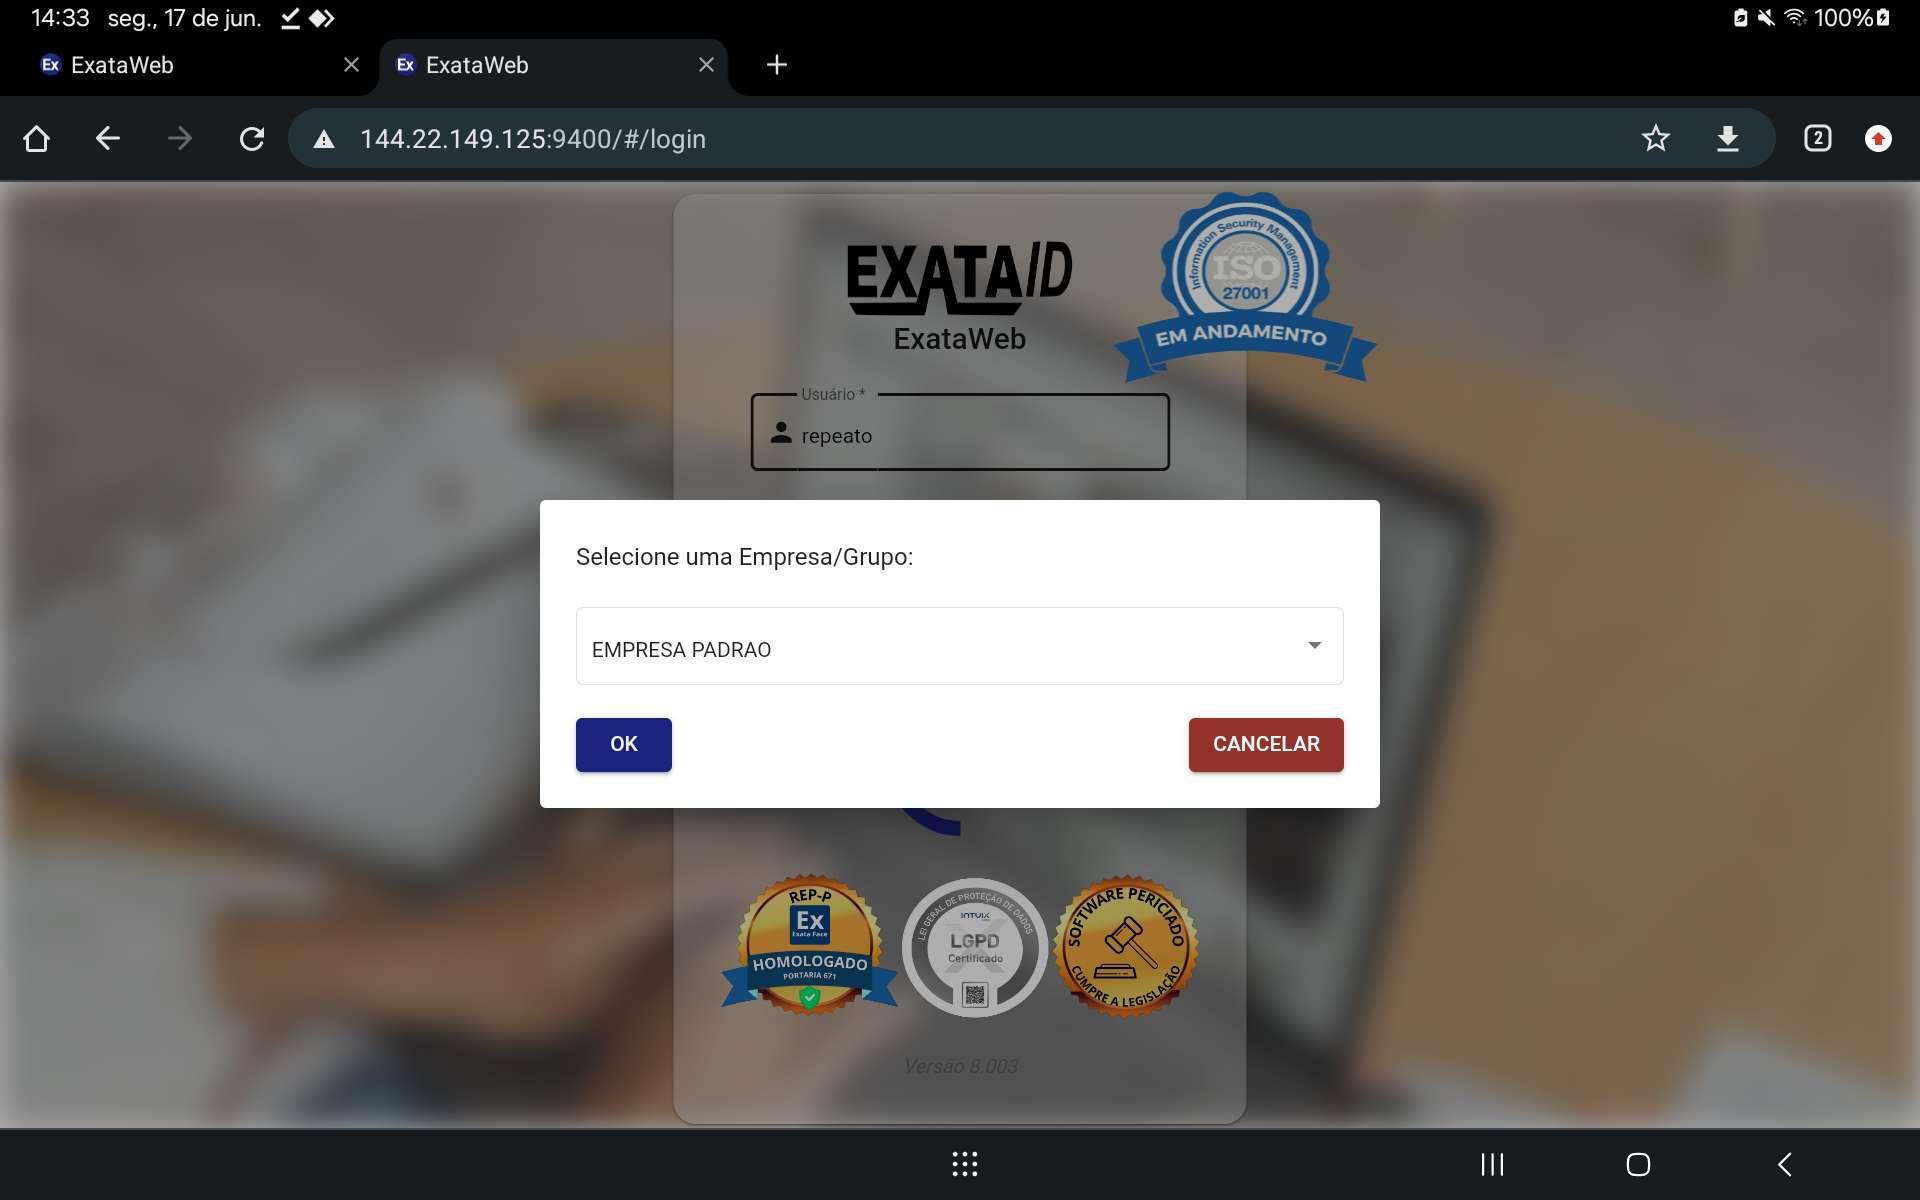 14:33 seg., 17 de jun. 100%
ExataWeb
ExataWeb
144.22.149.125:9400/#/login
2
EXATAID
ExataWeb
Information Security Management
ISO
27001
EM ANDAMENTO
Usuário *
repeato
Selecione uma Empresa/Grupo:
EMPRESA PADRAO
OK
CANCELAR
REP-P
Ex
Exata Face
HOMOLOGADO
PORTARIA 671
LEI GERAL DE PROTEÇÃO DE DADOS
INTUIX
LGPD
Certificado
SOFTWARE PERICIADO
CUMPRE A LEGISLAÇÃO
Versão 8.003